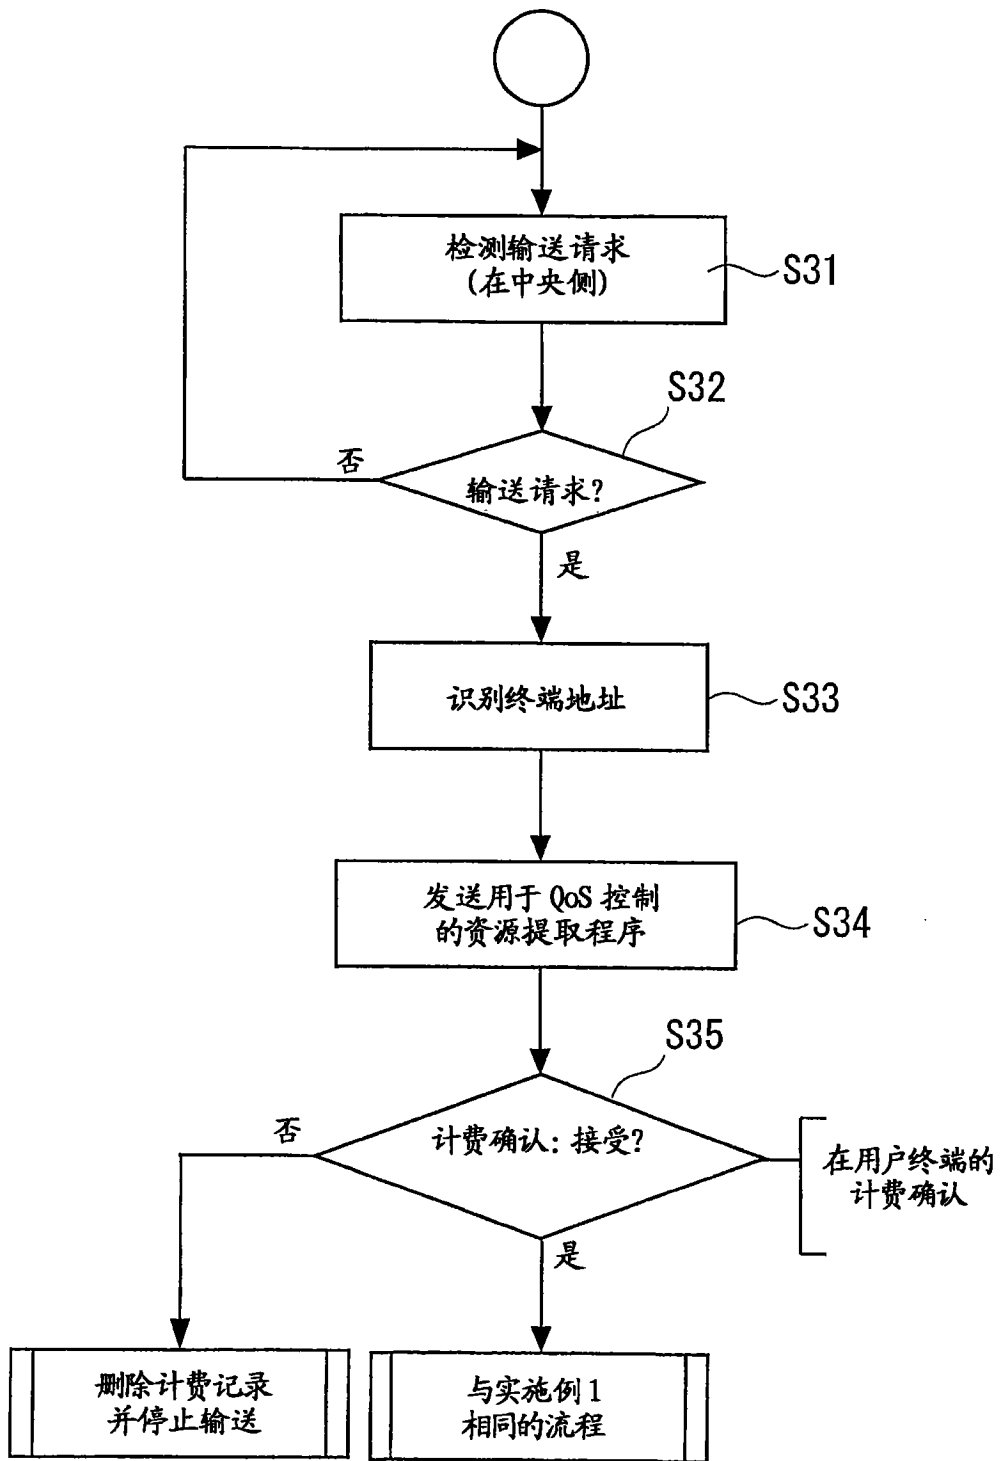 检测输送请求
(在中央侧)
S31
S32
否
输送请求?
是
识别终端地址
S33
发送用于 QoS 控制
的资源提取程序
S34
S35
否
计费确认: 接受?
在用户终端的
计费确认
是
删除计费记录
并停止输送
与实施例1
相同的流程